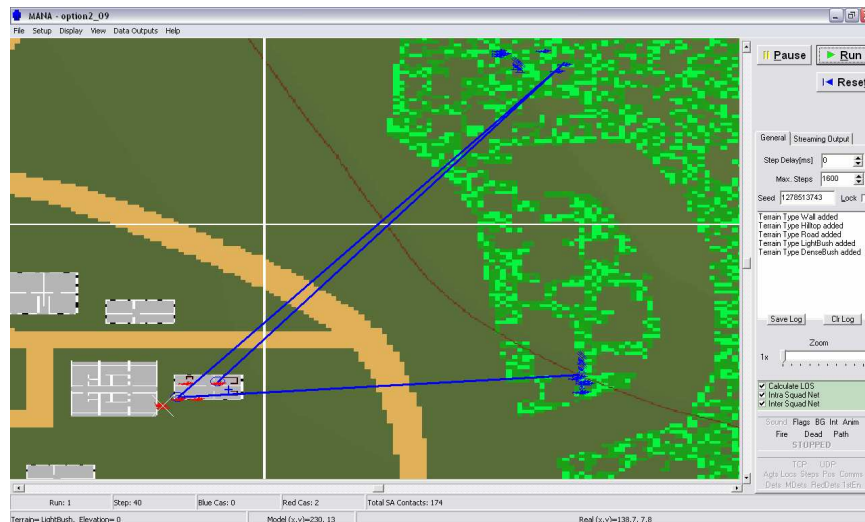 MANA - option2_09
File Setup Display View Data Outputs Help
Pause Run
Reset
General Streaming Output
Step Delay[ms] 0
Max. Steps 1600
Seed 1278513743 Lock
Terrain Type Wall added
Terrain Type Hilltop added
Terrain Type Road added
Terrain Type LightBush added
Terrain Type DenseBush added
Save Log Clr Log
Zoom
1x
Calculate LOS
Intra Squad Net
Inter Squad Net
Sound Flags BG Int Anim
Fire Dead Path
STOPPED
TCP UDP
Agts Locs Steps Pos Comms
Dets MDets RedDets 1stEn
Run: 1 Step: 40 Blue Cas: 0 Red Cas: 2 Total SA Contacts: 174
Terrain= LightBush, Elevation= 0 Model (x,y)=230, 13 Real (x,y)=138.7, 7.8